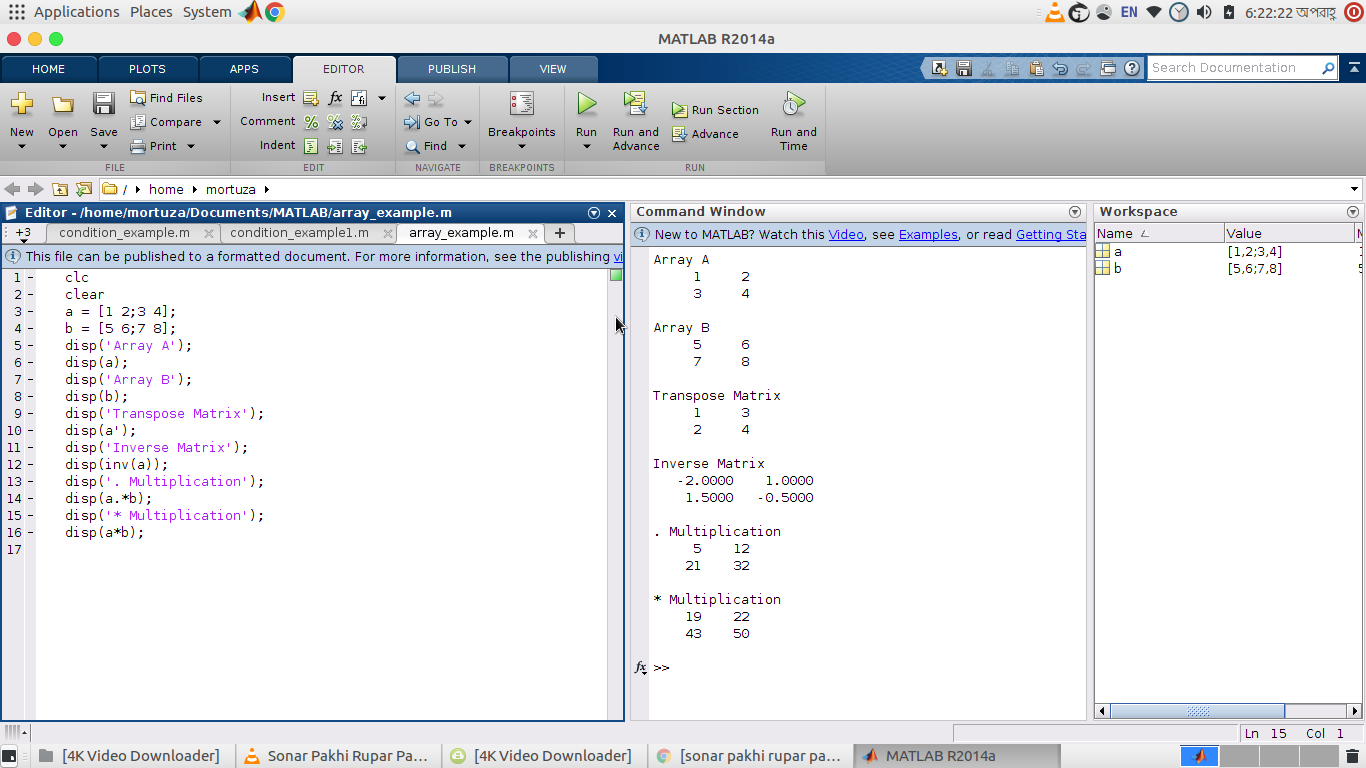 Applications Places System EN 6:22:22 অপরাহ্ণ
MATLAB R2014a
HOME PLOTS APPS EDITOR PUBLISH VIEW Search Documentation
New Open Save Find Files Compare Print Insert Comment Indent Go To Find Breakpoints Run Run and Advance Run Section Advance Run and Time
FILE EDIT NAVIGATE BREAKPOINTS RUN
/ home mortuza
Editor - /home/mortuza/Documents/MATLAB/array_example.m
+3 condition_example.m condition_example1.m array_example.m +
This file can be published to a formatted document. For more information, see the publishing vi
1 - clc
2 - clear
3 - a = [1 2;3 4];
4 - b = [5 6;7 8];
5 - disp('Array A');
6 - disp(a);
7 - disp('Array B');
8 - disp(b);
9 - disp('Transpose Matrix');
10 - disp(a');
11 - disp('Inverse Matrix');
12 - disp(inv(a));
13 - disp('. Multiplication');
14 - disp(a.*b);
15 - disp('* Multiplication');
16 - disp(a*b);
17
Command Window
New to MATLAB? Watch this Video, see Examples, or read Getting Sta
Array A
1 2
3 4
Array B
5 6
7 8
Transpose Matrix
1 3
2 4
Inverse Matrix
-2.0000 1.0000
1.5000 -0.5000
. Multiplication
5 12
21 32
* Multiplication
19 22
43 50
fx >>
Workspace
Name Value M
a [1,2;3,4] 1
b [5,6;7,8] 5
Ln 15 Col 1
[4K Video Downloader] Sonar Pakhi Rupar Pa... [4K Video Downloader] [sonar pakhi rupar pa... MATLAB R2014a